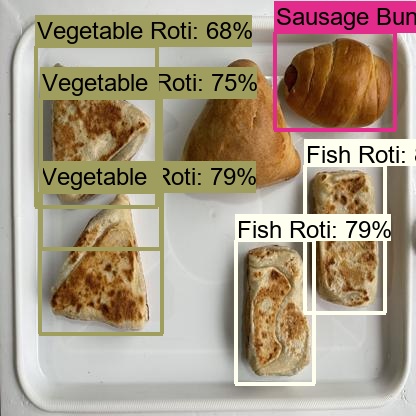 Sausage Bun
Vegetable Roti: 68%
Vegetable Roti: 75%
Fish Roti:
Vegetable Roti: 79%
Fish Roti: 79%